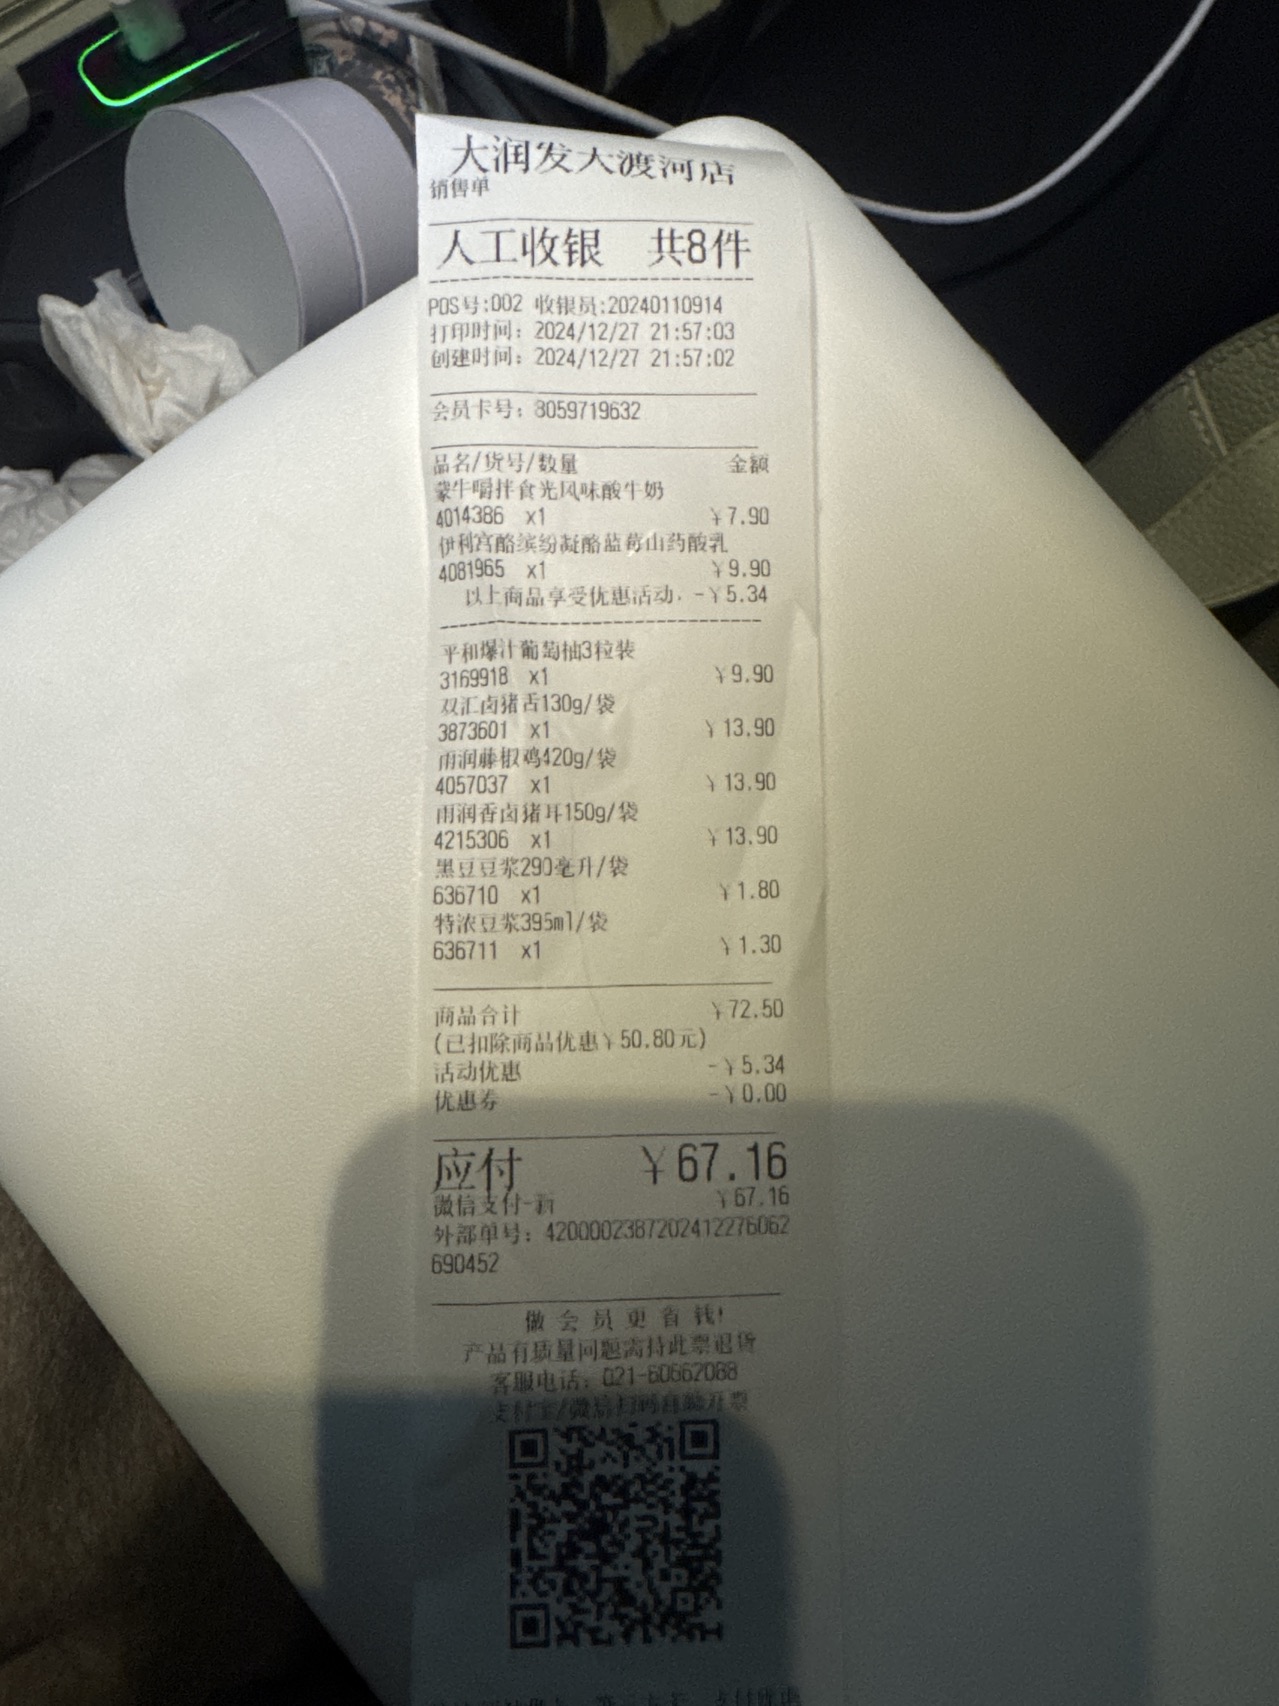 大润发大渡河店
销售单
人工收银 共8件
POS号:002 收银员:20240110914
打印时间: 2024/12/27 21:57:03
创建时间: 2024/12/27 21:57:02
会员卡号: 8059719632
品名/货号/数量 金额
蒙牛嚼拌食光风味酸牛奶
4014386 x1 ¥7.90
伊利宫酪缤纷凝酪蓝莓山药酸乳
4081965 x1 ¥9.90
以上商品享受优惠活动. -¥5.34
平和爆汁葡萄柚3粒装
3169918 x1 ¥9.90
双汇卤猪舌130g/袋
3873601 x1 ¥13.90
雨润藤椒鸡420g/袋
4057037 x1 ¥13.90
雨润香卤猪耳150g/袋
4215306 x1 ¥13.90
黑豆豆浆290毫升/袋
636710 x1 ¥1.80
特浓豆浆395ml/袋
636711 x1 ¥1.30
商品合计 ¥72.50
(已扣除商品优惠¥50.80元)
活动优惠 -¥5.34
优惠券 -¥0.00
应付 ¥67.16
微信支付-新 ¥67.16
外部单号: 4200002387202412276062
690452
做会员更省钱!
产品有质量问题需持此票退货
客服电话: 021-60662088
支付宝/微信扫码自助开票